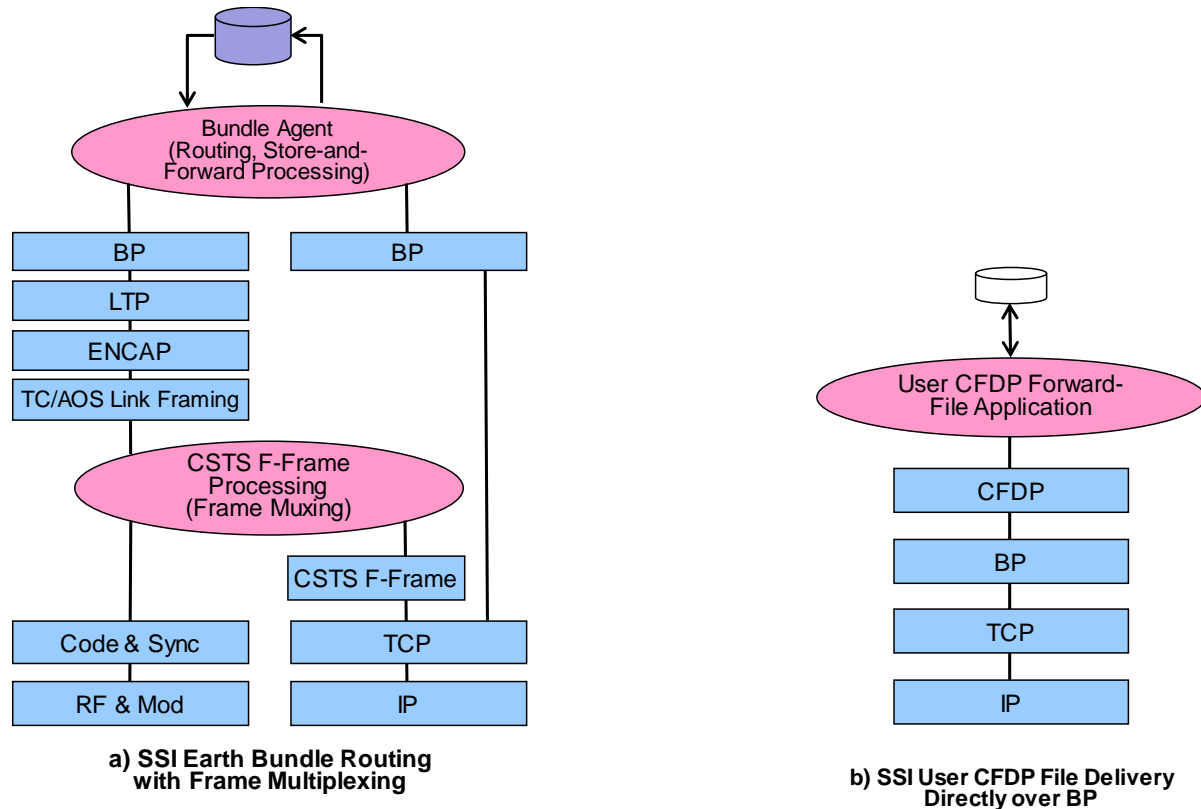 Bundle Agent
(Routing, Store-and-
Forward Processing)
BP
BP
LTP
ENCAP
TC/AOS Link Framing
CSTS F-Frame
Processing
(Frame Muxing)
CSTS F-Frame
Code & Sync
TCP
RF & Mod
IP
a) SSI Earth Bundle Routing
with Frame Multiplexing
User CFDP Forward-
File Application
CFDP
BP
TCP
IP
b) SSI User CFDP File Delivery
Directly over BP